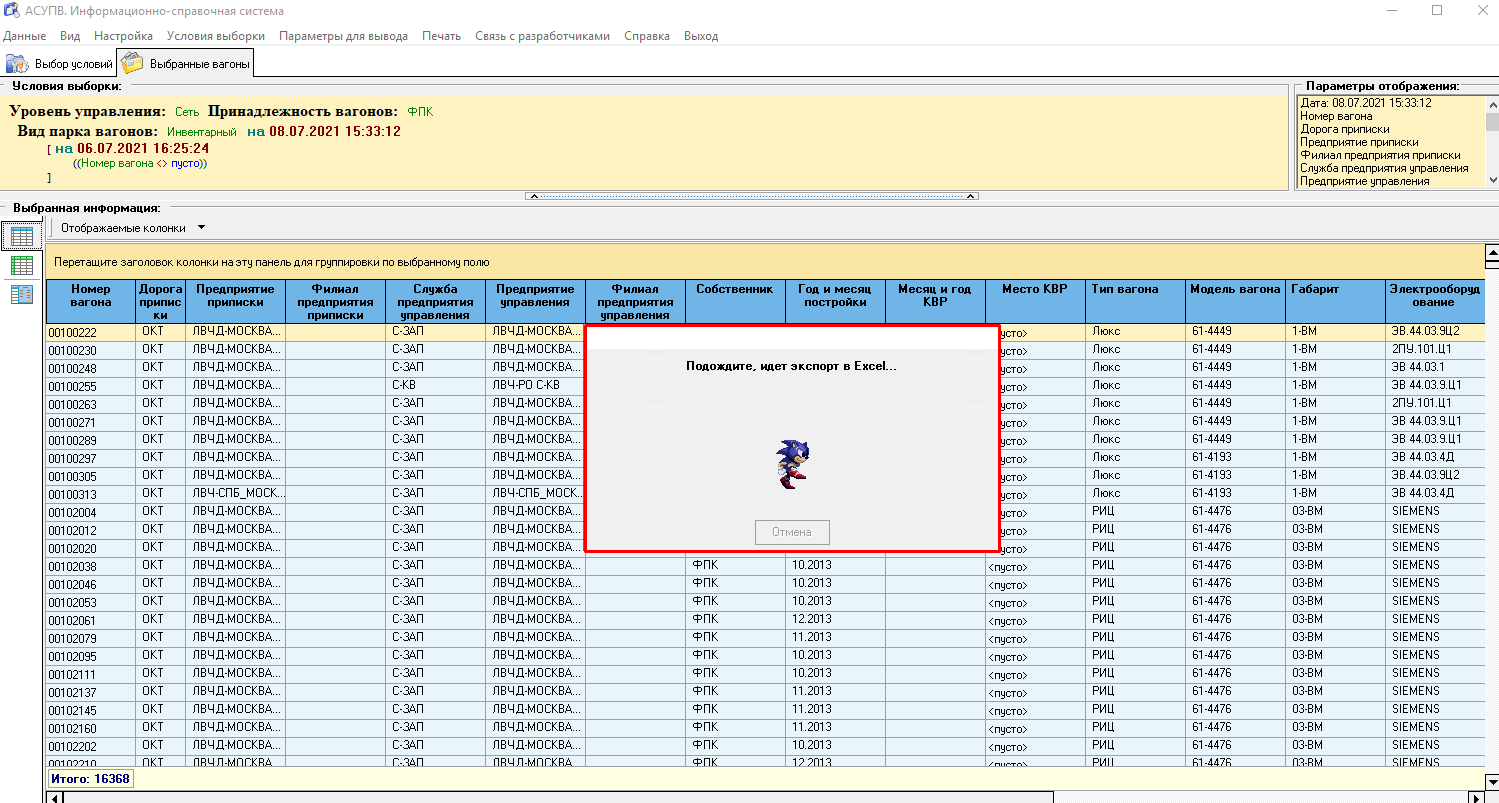 АСУПВ. Информационно-справочная система
Данные Вид Настройка Условия выборки Параметры для вывода Печать Связь с разработчиками Справка Выход
Выбор условий Выбранные вагоны
Условия выборки:
Уровень управления: Сеть Принадлежность вагонов: ФПК
Вид парка вагонов: Инвентарный на 08.07.2021 15:33:12
[ на 06.07.2021 16:25:24
((Номер вагона <> пусто))
]
Параметры отображения:
Дата: 08.07.2021 15:33:12
Номер вагона
Дорога приписки
Предприятие приписки
Филиал предприятия приписки
Служба предприятия управления
Предприятие управления
Выбранная информация:
Отображаемые колонки
Перетащите заголовок колонки на эту панель для группировки по выбранному полю
Номер вагона Дорога приписки Предприятие приписки Филиал предприятия приписки Служба предприятия управления Предприятие управления Филиал предприятия управления Собственник Год и месяц постройки Месяц и год КВР Место КВР Тип вагона Модель вагона Габарит Электрооборудование
00100222 ОКТ ЛВЧД-МОСКВА... С-ЗАП ЛВЧД-МОСКВА... усто> Люкс 61-4449 1-ВМ ЭВ.44.03.9Ц2
00100230 ОКТ ЛВЧД-МОСКВА... С-ЗАП ЛВЧД-МОСКВА... усто> Люкс 61-4449 1-ВМ 2ПУ.101.Ц1
00100248 ОКТ ЛВЧД-МОСКВА... С-ЗАП ЛВЧД-МОСКВА... усто> Люкс 61-4449 1-ВМ ЭВ 44.03.1
00100255 ОКТ ЛВЧД-МОСКВА... С-КВ ЛВЧ-РО С-КВ усто> Люкс 61-4449 1-ВМ ЭВ 44.03.9.Ц1
00100263 ОКТ ЛВЧД-МОСКВА... С-ЗАП ЛВЧД-МОСКВА... усто> Люкс 61-4449 1-ВМ 2ПУ.101.Ц1
00100271 ОКТ ЛВЧД-МОСКВА... С-ЗАП ЛВЧД-МОСКВА... усто> Люкс 61-4449 1-ВМ ЭВ 44.03.9.Ц1
00100289 ОКТ ЛВЧД-МОСКВА... С-ЗАП ЛВЧД-МОСКВА... усто> Люкс 61-4449 1-ВМ ЭВ 44.03.9.Ц1
00100297 ОКТ ЛВЧД-МОСКВА... С-ЗАП ЛВЧД-МОСКВА... усто> Люкс 61-4193 1-ВМ ЭВ 44.03.4Д
00100305 ОКТ ЛВЧД-МОСКВА... С-ЗАП ЛВЧД-МОСКВА... усто> Люкс 61-4193 1-ВМ ЭВ.44.03.9Ц2
00100313 ОКТ ЛВЧ-СПБ_МОСК... С-ЗАП ЛВЧ-СПБ_МОСК... усто> Люкс 61-4193 1-ВМ ЭВ 44.03.4Д
00102004 ОКТ ЛВЧД-МОСКВА... С-ЗАП ЛВЧД-МОСКВА... усто> РИЦ 61-4476 03-ВМ SIEMENS
00102012 ОКТ ЛВЧД-МОСКВА... С-ЗАП ЛВЧД-МОСКВА... усто> РИЦ 61-4476 03-ВМ SIEMENS
00102020 ОКТ ЛВЧД-МОСКВА... С-ЗАП ЛВЧД-МОСКВА... усто> РИЦ 61-4476 03-ВМ SIEMENS
Подождите, идет экспорт в Excel...
Отмена
00102038 ОКТ ЛВЧД-МОСКВА... С-ЗАП ЛВЧД-МОСКВА... ФПК 10.2013 <пусто> РИЦ 61-4476 03-ВМ SIEMENS
00102046 ОКТ ЛВЧД-МОСКВА... С-ЗАП ЛВЧД-МОСКВА... ФПК 10.2013 <пусто> РИЦ 61-4476 03-ВМ SIEMENS
00102053 ОКТ ЛВЧД-МОСКВА... С-ЗАП ЛВЧД-МОСКВА... ФПК 10.2013 <пусто> РИЦ 61-4476 03-ВМ SIEMENS
00102061 ОКТ ЛВЧД-МОСКВА... С-ЗАП ЛВЧД-МОСКВА... ФПК 12.2013 <пусто> РИЦ 61-4476 03-ВМ SIEMENS
00102079 ОКТ ЛВЧД-МОСКВА... С-ЗАП ЛВЧД-МОСКВА... ФПК 11.2013 <пусто> РИЦ 61-4476 03-ВМ SIEMENS
00102095 ОКТ ЛВЧД-МОСКВА... С-ЗАП ЛВЧД-МОСКВА... ФПК 10.2013 <пусто> РИЦ 61-4476 03-ВМ SIEMENS
00102111 ОКТ ЛВЧД-МОСКВА... С-ЗАП ЛВЧД-МОСКВА... ФПК 10.2013 <пусто> РИЦ 61-4476 03-ВМ SIEMENS
00102137 ОКТ ЛВЧД-МОСКВА... С-ЗАП ЛВЧД-МОСКВА... ФПК 11.2013 <пусто> РИЦ 61-4476 03-ВМ SIEMENS
00102145 ОКТ ЛВЧД-МОСКВА... С-ЗАП ЛВЧД-МОСКВА... ФПК 11.2013 <пусто> РИЦ 61-4476 03-ВМ SIEMENS
00102160 ОКТ ЛВЧД-МОСКВА... С-ЗАП ЛВЧД-МОСКВА... ФПК 11.2013 <пусто> РИЦ 61-4476 03-ВМ SIEMENS
00102202 ОКТ ЛВЧД-МОСКВА... С-ЗАП ЛВЧД-МОСКВА... ФПК 10.2013 <пусто> РИЦ 61-4476 03-ВМ SIEMENS
00102210 ОКТ ЛВЧД-МОСКВА... С-ЗАП ЛВЧД-МОСКВА... ФПК 12.2013 <пусто> РИЦ 61-4476 03-ВМ SIEMENS
Итого: 16368